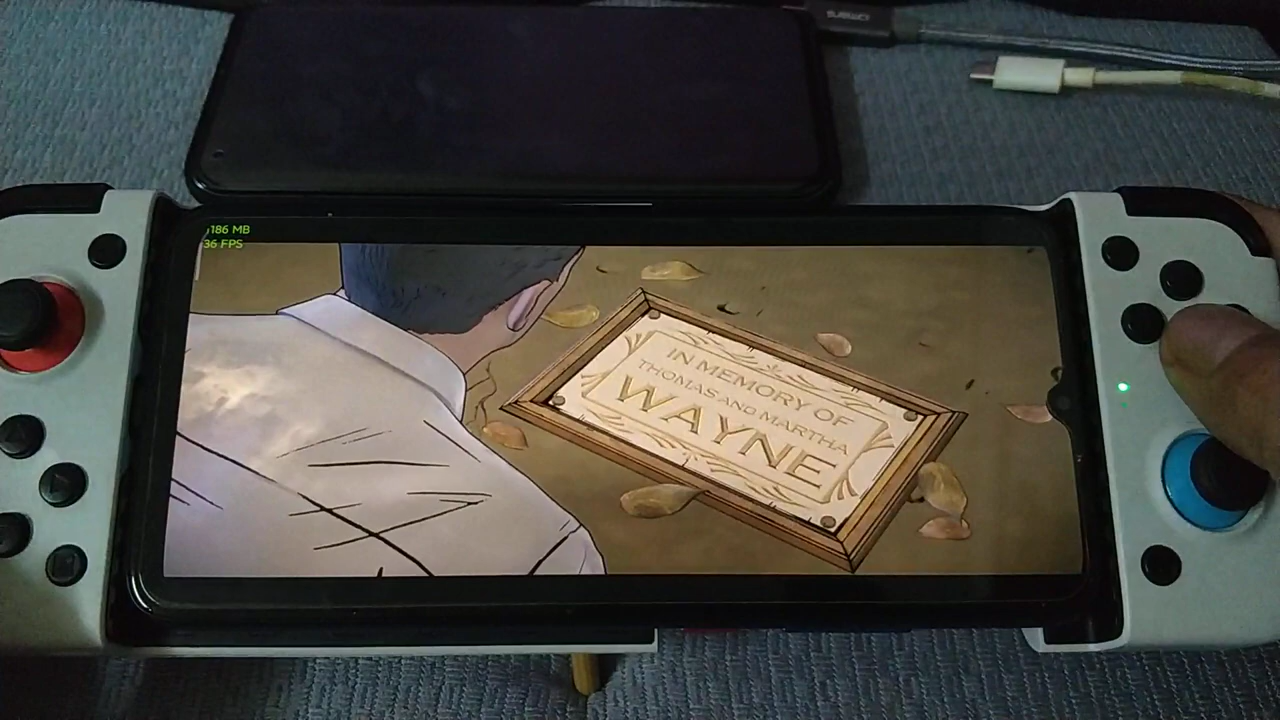 186 MB
36 FPS
IN MEMORY OF
THOMAS AND MARTHA
WAYNE